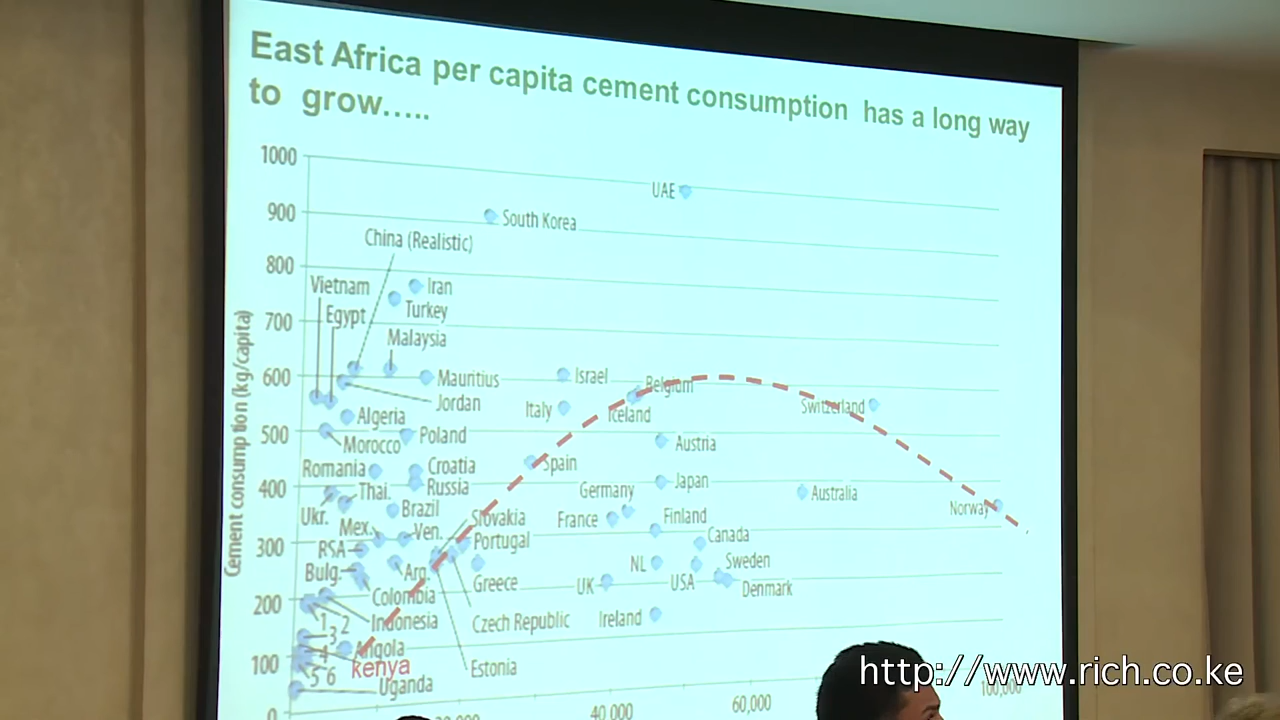 East Africa per capita cement consumption has a long way
to grow.....
1000
900
800
700
600
500
400
300
200
100
0
Cement consumption (kg/capita)
UAE
South Korea
China (Realistic)
Vietnam
Iran
Egypt
Turkey
Malaysia
Mauritius
Israel
Belgium
Jordan
Italy
Iceland
Switzerland
Algeria
Morocco
Poland
Austria
Romania
Croatia
Spain
Russia
Thai.
Germany
Japan
Australia
Ukr.
Brazil
Slovakia
France
Finland
Norway
Mex.
Ven.
Portugal
Canada
RSA
Bulg.
Arg.
Greece
NL
Sweden
UK
USA
Denmark
Colombia
Indonesia
Czech Republic
Ireland
1 2
3
4
Angola
kenya
5 6
Uganda
Estonia
40 000
60,000
100,000
http://www.rich.co.ke